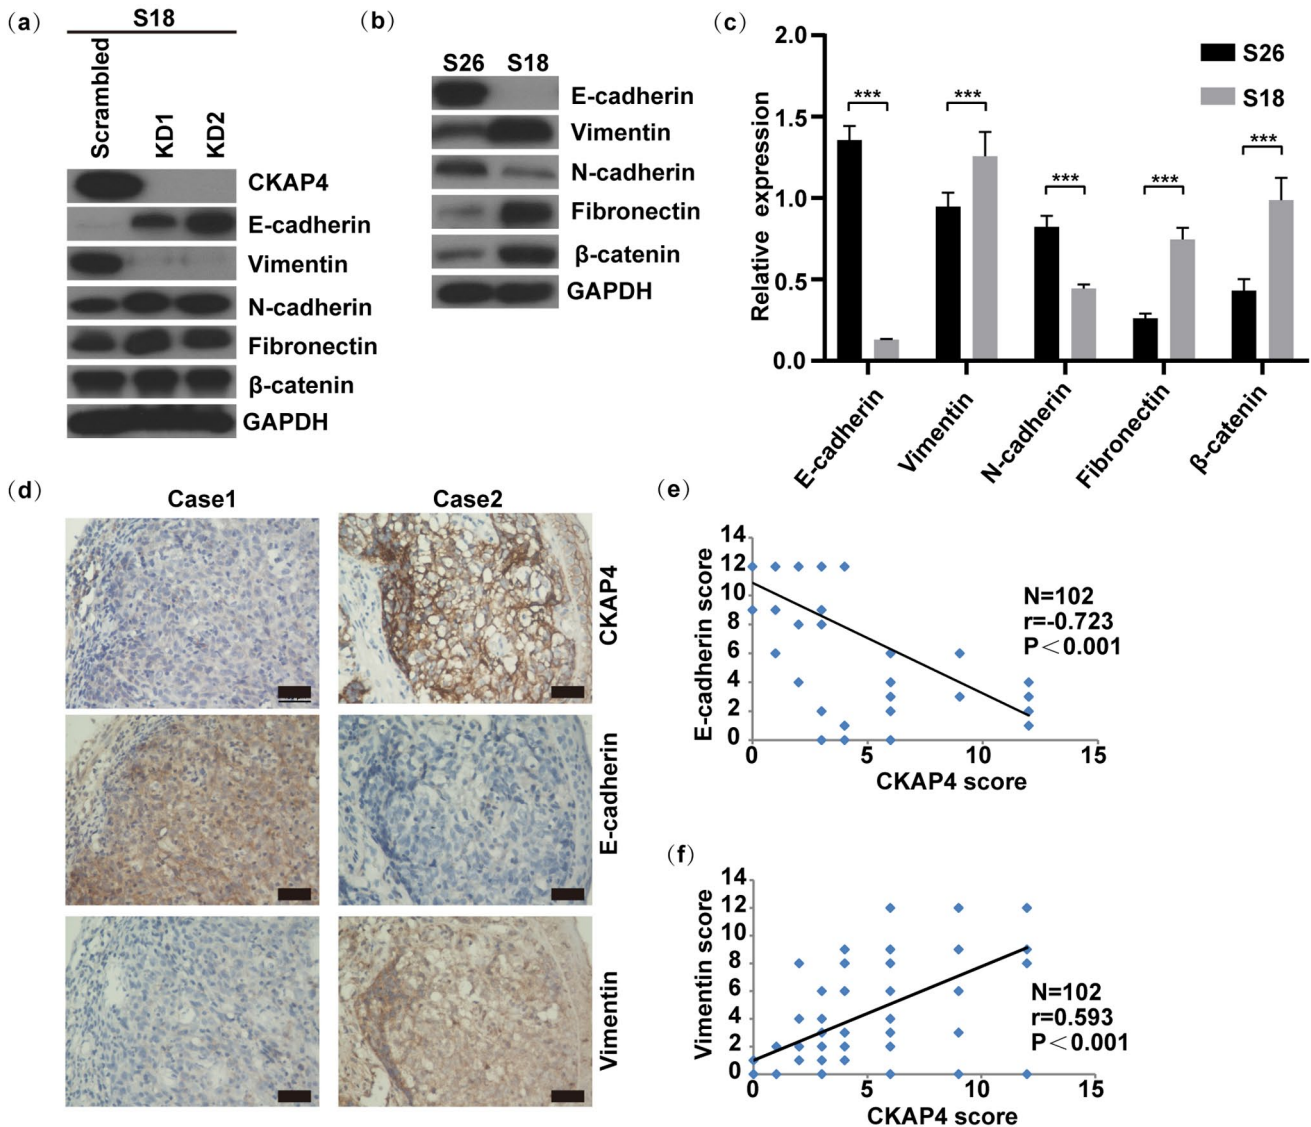 (a)
S18
Scrambled
KD1
KD2
CKAP4
E-cadherin
Vimentin
N-cadherin
Fibronectin
β-catenin
GAPDH
(b)
S26 S18
E-cadherin
Vimentin
N-cadherin
Fibronectin
β-catenin
GAPDH
(c)
S26
S18
Relative expression
2.0
1.5
1.0
0.5
0.0
***
***
***
***
***
E-cadherin
Vimentin
N-cadherin
Fibronectin
β-catenin
(d)
Case1
Case2
CKAP4
E-cadherin
Vimentin
(e)
E-cadherin score
14
12
10
8
6
4
2
0
0 5 10 15
CKAP4 score
N=102
r=-0.723
P<0.001
(f)
Vimentin score
14
12
10
8
6
4
2
0
0 5 10 15
CKAP4 score
N=102
r=0.593
P<0.001